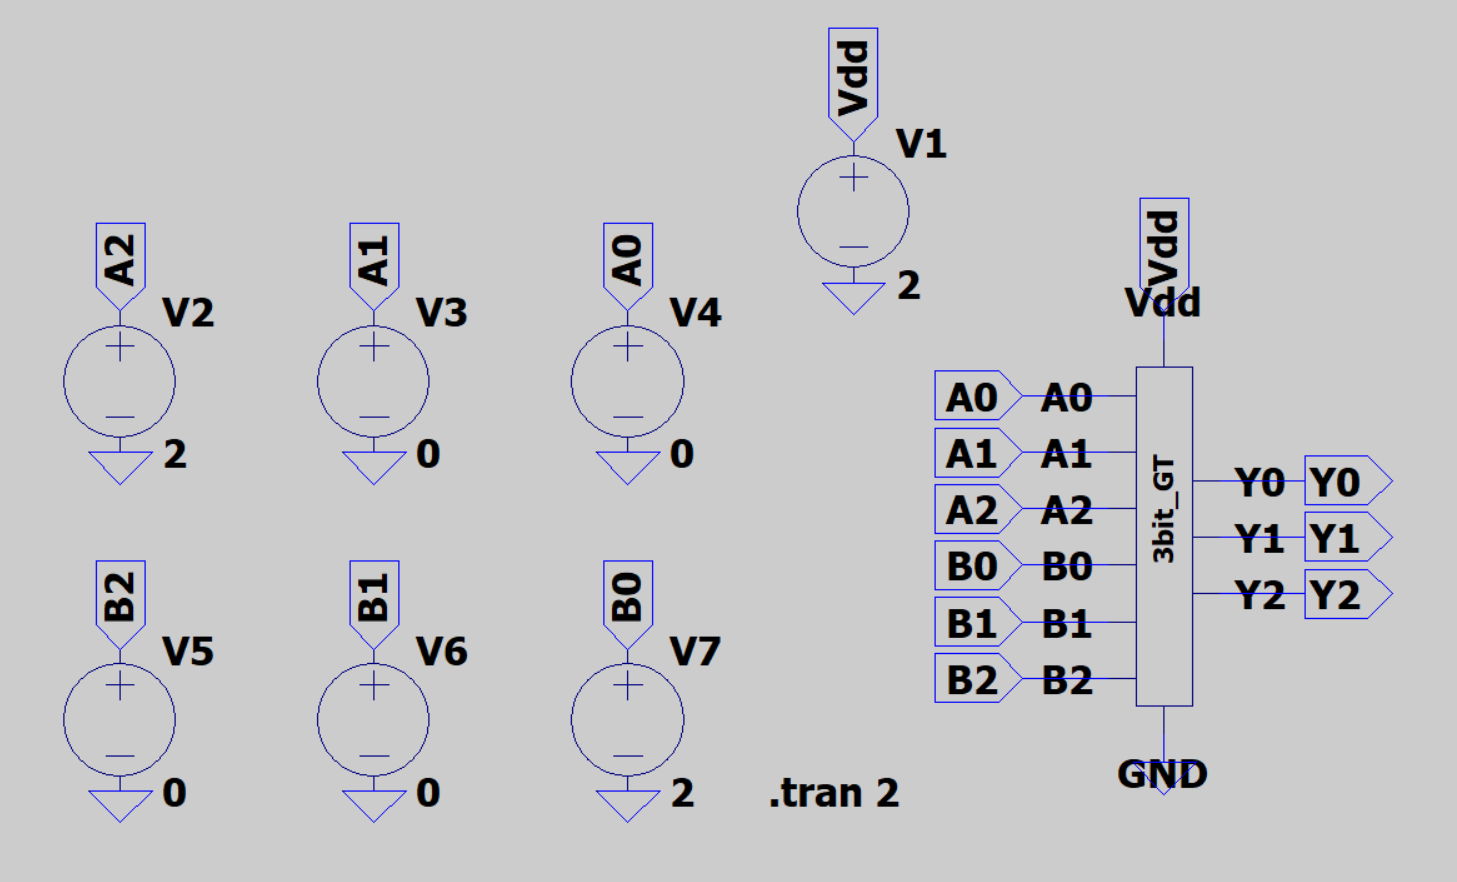 Vdd
V1
2
A2
V2
2
A1
V3
0
A0
V4
0
B2
V5
0
B1
V6
0
B0
V7
2
.tran 2
Vdd
Vdd
A0 A0
A1 A1
A2 A2
B0 B0
B1 B1
B2 B2
3bit_GT
Y0 Y0
Y1 Y1
Y2 Y2
GND